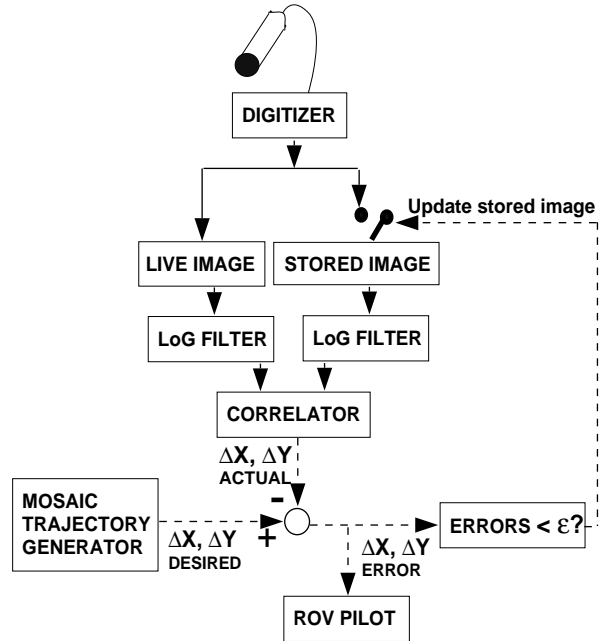 DIGITIZER
Update stored image
LIVE IMAGE
STORED IMAGE
LoG FILTER
LoG FILTER
CORRELATOR
ΔX, ΔY
ACTUAL
-
MOSAIC
TRAJECTORY
GENERATOR
+
ΔX, ΔY
DESIRED
ΔX, ΔY
ERROR
ERRORS < ε?
ROV PILOT